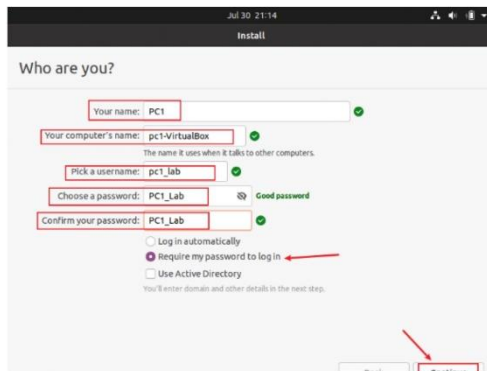 Jul 30 21:14
Install
Who are you?
Your name: PC1
Your computer's name: pc1-VirtualBox
The name it uses when it talks to other computers.
Pick a username: pc1_lab
Choose a password: PC1_Lab Good password
Confirm your password: PC1_Lab
Log in automatically
Require my password to log in
Use Active Directory
You'll enter domain and other details in the next step.